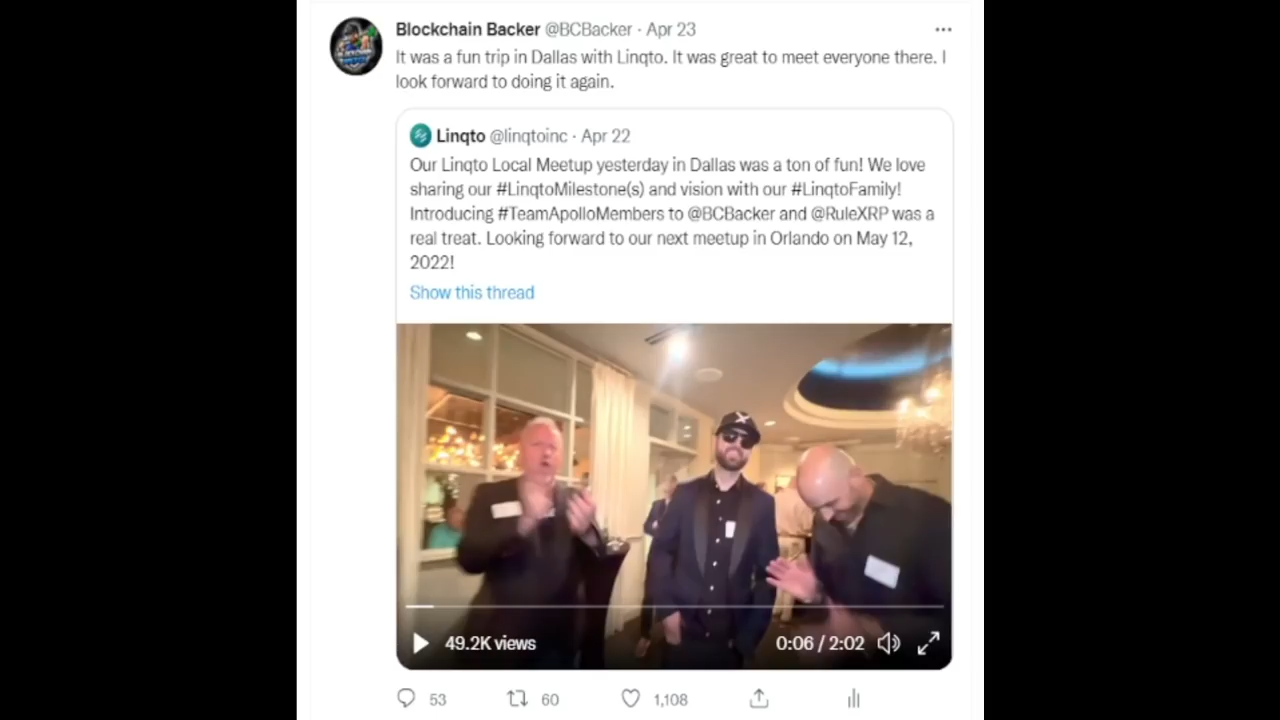 Blockchain Backer @BCBacker · Apr 23
It was a fun trip in Dallas with Linqto. It was great to meet everyone there. I
look forward to doing it again.
Linqto @linqtoinc · Apr 22
Our Linqto Local Meetup yesterday in Dallas was a ton of fun! We love
sharing our #LinqtoMilestone(s) and vision with our #LinqtoFamily!
Introducing #TeamApolloMembers to @BCBacker and @RuleXRP was a
real treat. Looking forward to our next meetup in Orlando on May 12,
2022!
Show this thread
49.2K views
0:06 / 2:02
53 60 1,108